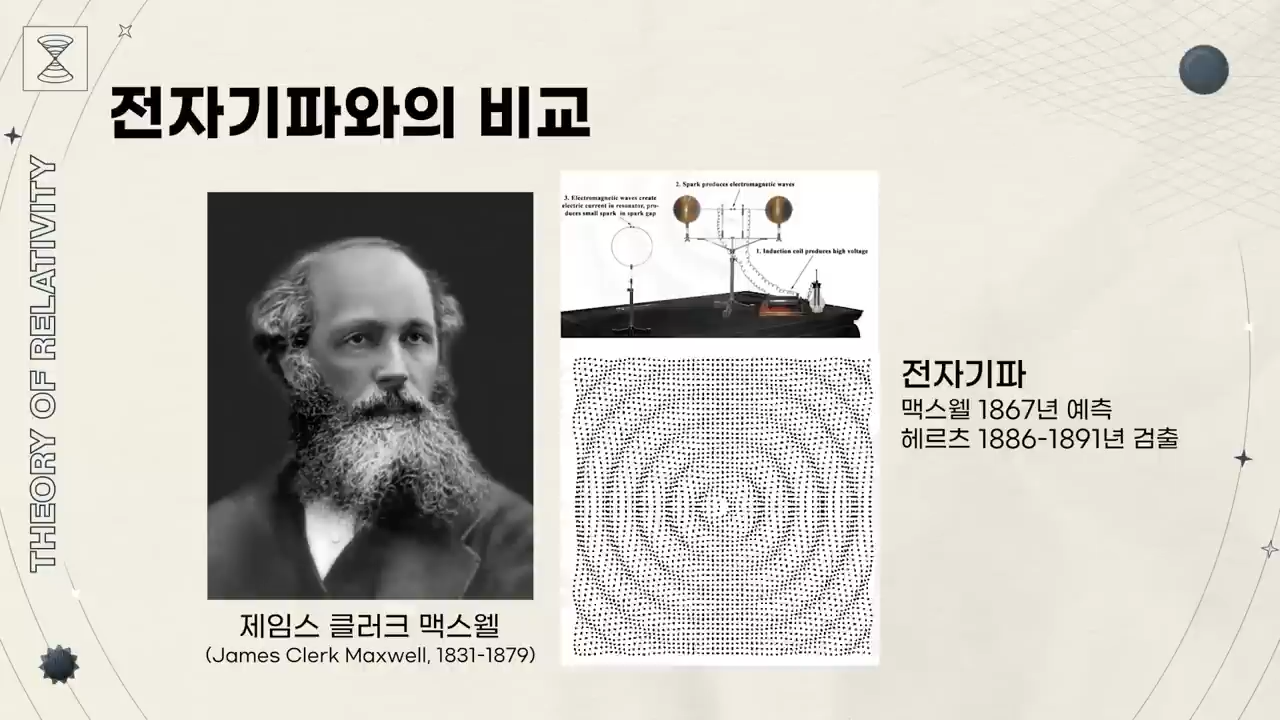 전자기파와의 비교
THEORY OF RELATIVITY
2. Spark produces electromagnetic waves
3. Electromagnetic waves create
electric current in resonator, pro-
duces small spark in spark gap
1. Induction coil produces high voltage
전자기파
맥스웰 1867년 예측
헤르츠 1886-1891년 검출
제임스 클러크 맥스웰
(James Clerk Maxwell, 1831-1879)